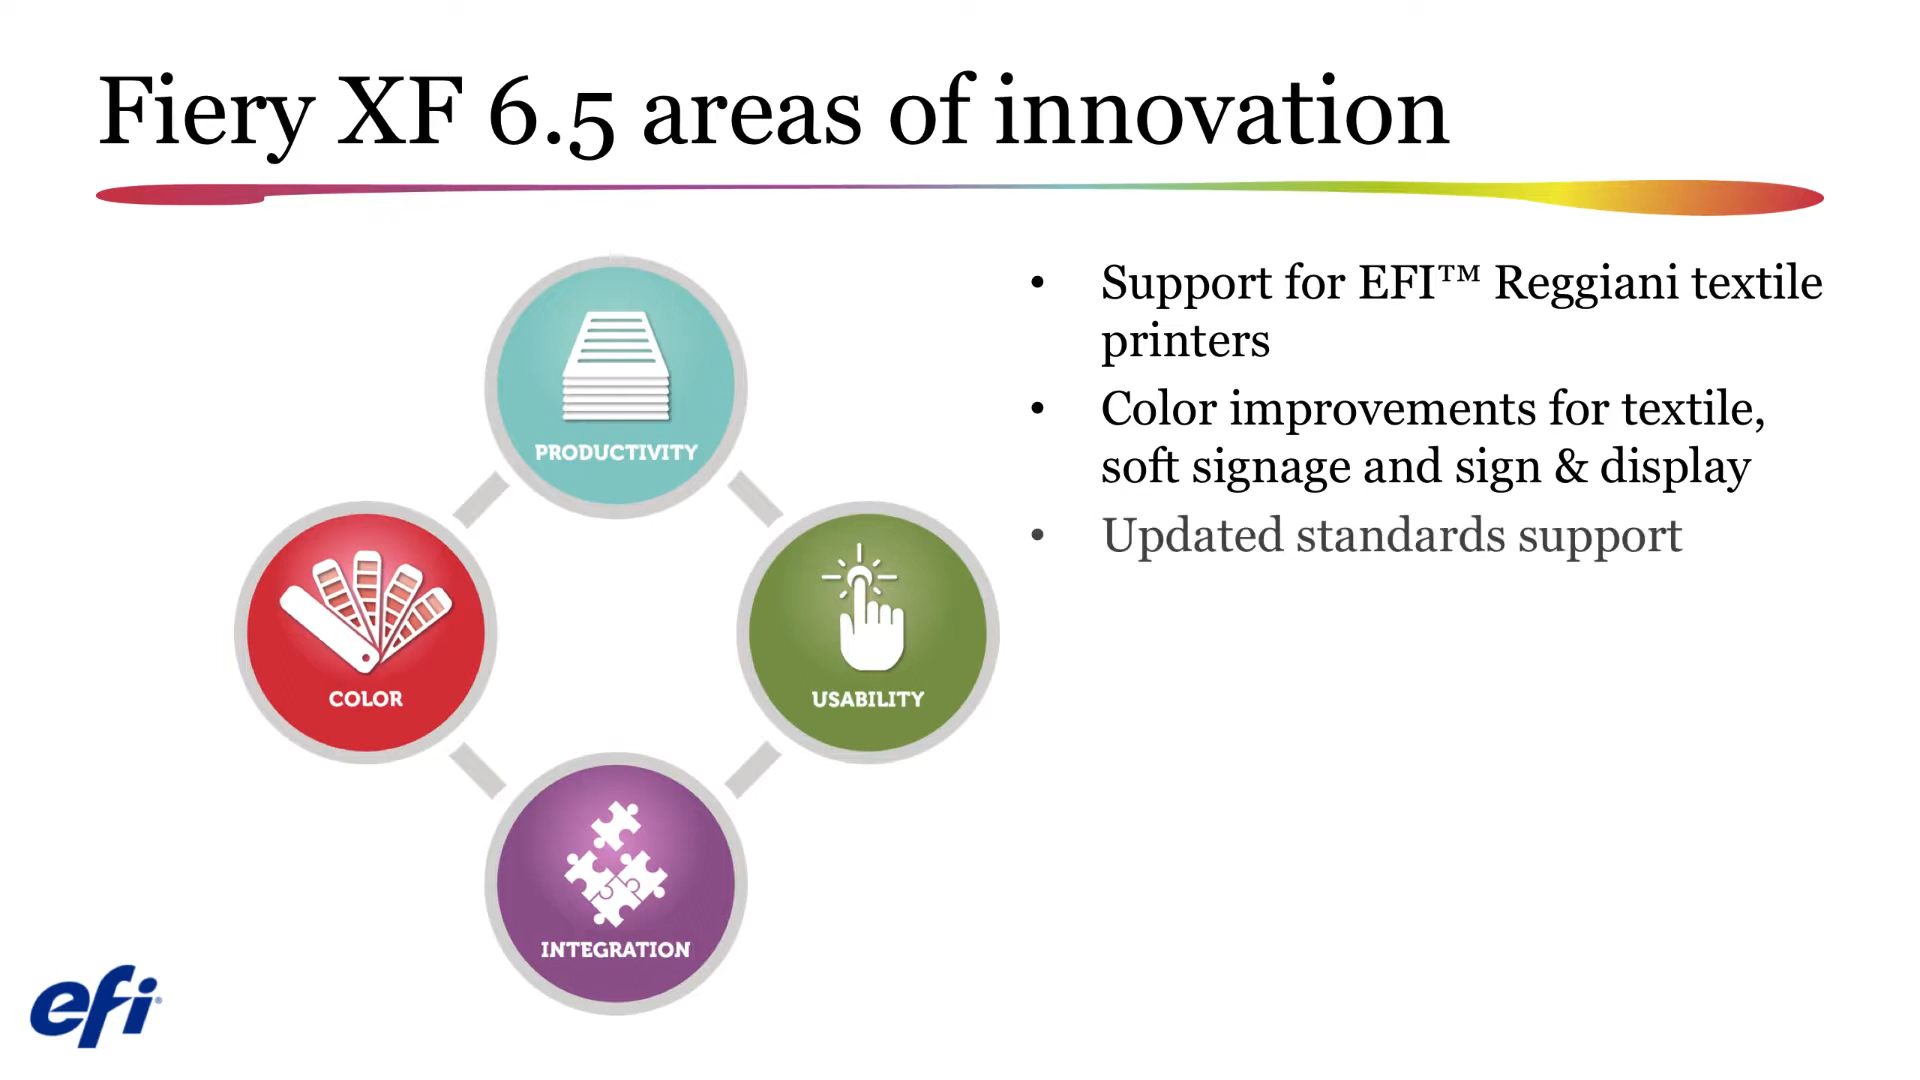 Fiery XF 6.5 areas of innovation
PRODUCTIVITY
COLOR
USABILITY
INTEGRATION
• Support for EFI™ Reggiani textile
printers
• Color improvements for textile,
soft signage and sign & display
• Updated standards support
efi®